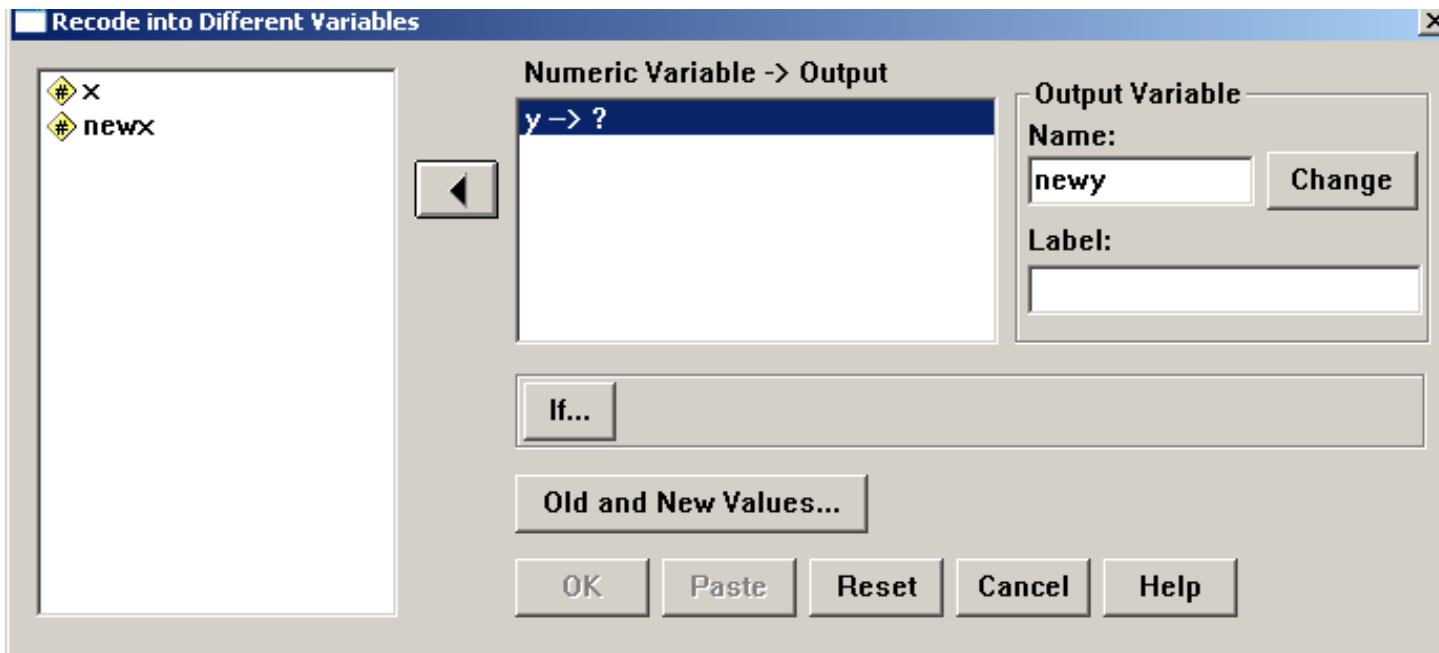 Recode into Different Variables
x
newx
Numeric Variable -> Output
y --> ?
Output Variable
Name:
newy
Change
Label:
If...
Old and New Values...
OK
Paste
Reset
Cancel
Help